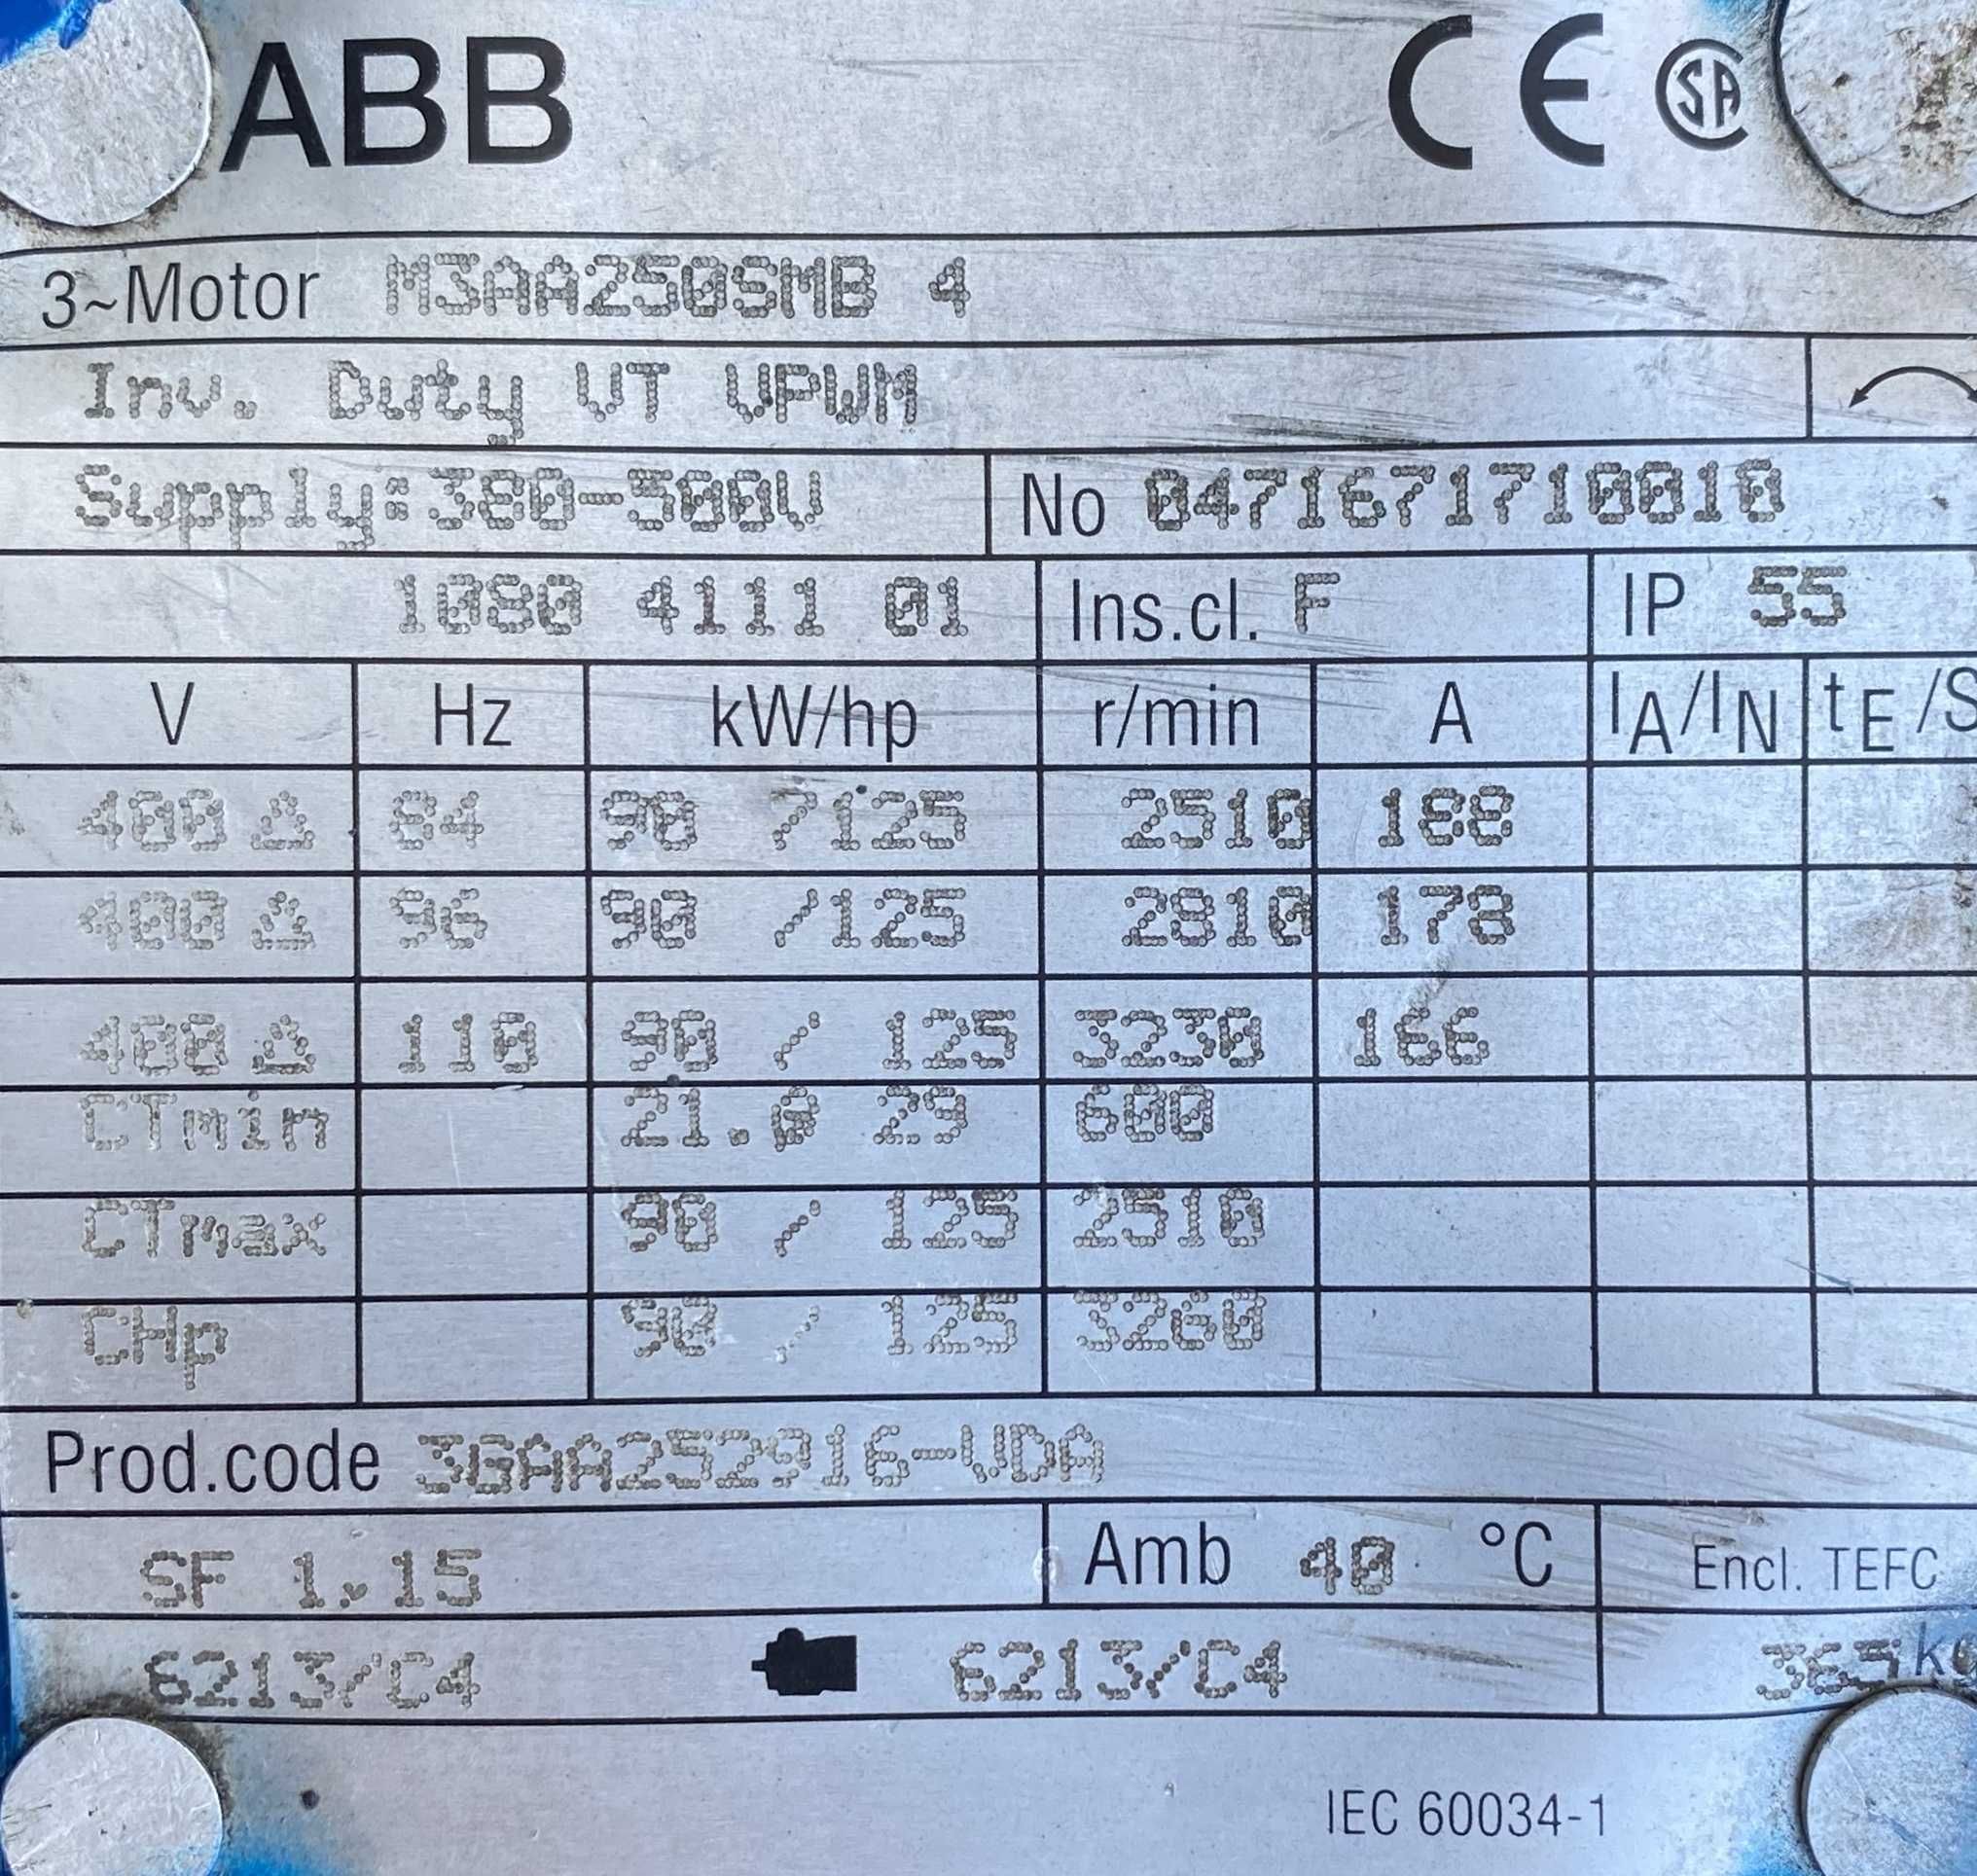 ABB CE SA
3~Motor M3AA250SMB 4
Inv. Duty VT VPWM
Supply:380-500V No 0471671710010
1080 4111 01 Ins.cl. F IP 55
V Hz kW/hp r/min A IA/IN tE/S
400 Δ 84 90 /125 2510 188
400 Δ 96 90 /125 2810 178
400 Δ 110 90 / 125 3230 166
CTmin 21.0 29 600
CTmax 90 / 125 2510
CHp 90 / 125 3260
Prod.code 3GAA252916-VDA
SF 1.15 Amb 40 °C Encl. TEFC
6213/C4 6213/C4 365 k
IEC 60034-1